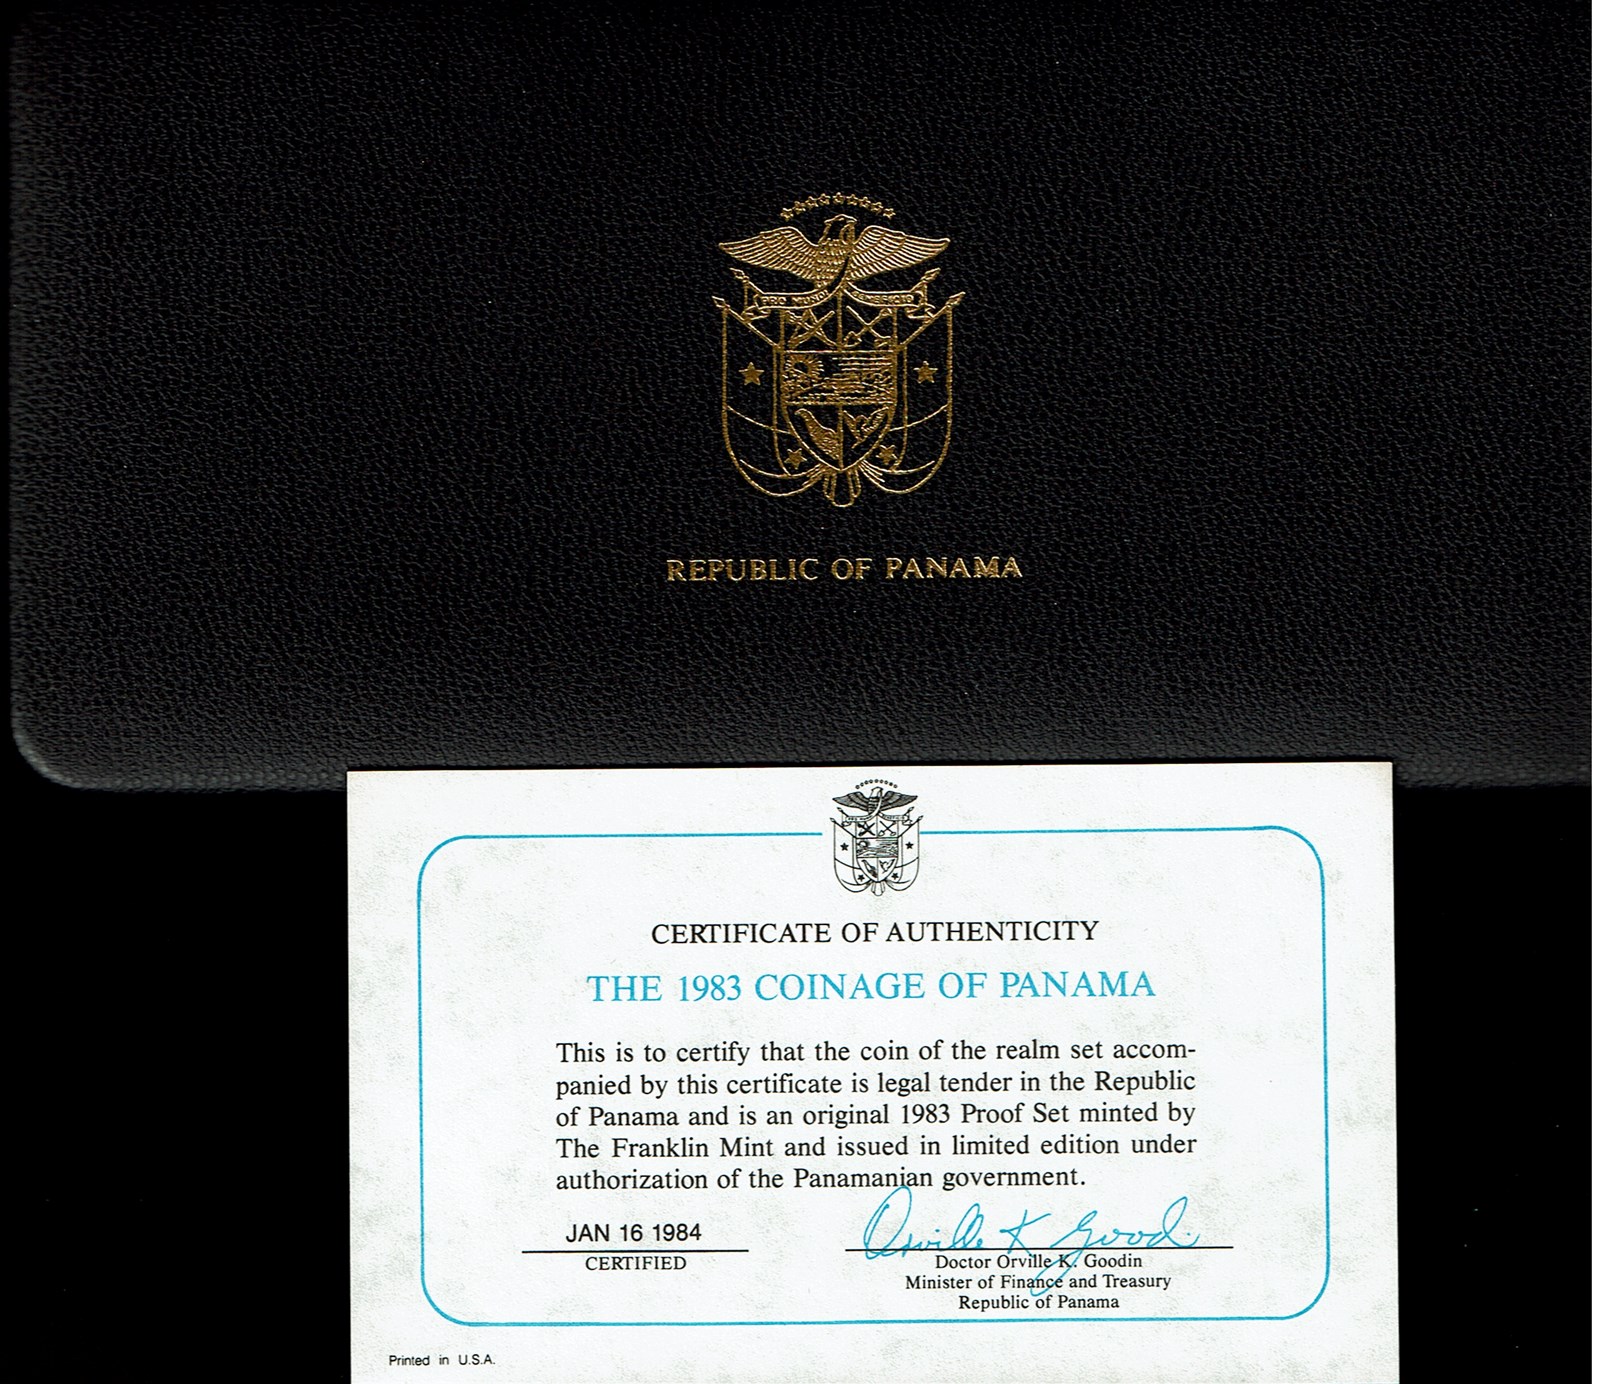 PRO MUNDI BENEFICIO
REPUBLIC OF PANAMA
CERTIFICATE OF AUTHENTICITY
THE 1983 COINAGE OF PANAMA
This is to certify that the coin of the realm set accom-
panied by this certificate is legal tender in the Republic
of Panama and is an original 1983 Proof Set minted by
The Franklin Mint and issued in limited edition under
authorization of the Panamanian government.
JAN 16 1984
CERTIFIED
Orville K Goodi
Doctor Orville K. Goodin
Minister of Finance and Treasury
Republic of Panama
Printed in U.S.A.